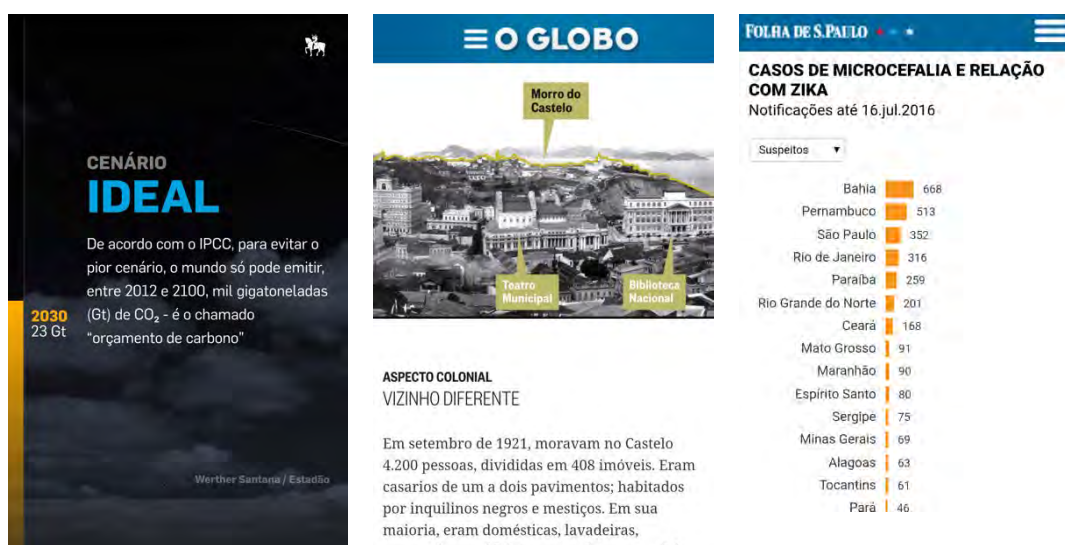 CENÁRIO
IDEAL
De acordo com o IPCC, para evitar o
pior cenário, o mundo só pode emitir,
entre 2012 e 2100, mil gigatoneladas
(Gt) de CO₂ - é o chamado
“orçamento de carbono”
2030
23 Gt
Werther Santana / Estadão
O GLOBO
Morro do
Castelo
Teatro
Municipal
Biblioteca
Nacional
ASPECTO COLONIAL
VIZINHO DIFERENTE
Em setembro de 1921, moravam no Castelo
4.200 pessoas, divididas em 408 imóveis. Eram
casarios de um a dois pavimentos; habitados
por inquilinos negros e mestiços. Em sua
maioria, eram domésticas, lavadeiras,
FOLHA DE S.PAULO
CASOS DE MICROCEFALIA E RELAÇÃO
COM ZIKA
Notificações até 16.jul.2016
Suspeitos
Bahia 668
Pernambuco 513
São Paulo 352
Rio de Janeiro 316
Paraíba 259
Rio Grande do Norte 201
Ceará 168
Mato Grosso 91
Maranhão 90
Espírito Santo 80
Sergipe 75
Minas Gerais 69
Alagoas 63
Tocantins 61
Pará 46